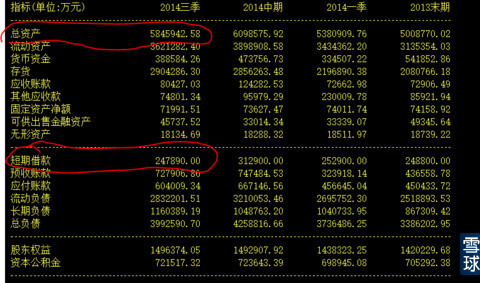 指标(单位:万元) 2014三季 2014中期 2014一季 2013末期
总资产 5845942.58 6098575.92 5380909.76 5008770.02
流动资产 3621282.40 3898908.58 3434362.20 3135354.03
货币资金 388584.26 473756.73 334507.22 541852.86
存货 2904286.30 2856263.48 2196890.38 2080766.18
应收账款 80427.03 124282.53 72662.98 72906.49
其他应收款 74801.34 95979.29 230009.78 85921.94
固定资产净额 71991.51 73627.47 74011.74 74158.92
可供出售金融资产 45737.52 33014.34 33339.07 49345.64
无形资产 18134.69 18288.32 18511.97 18739.22
短期借款 247890.00 312900.00 252900.00 248800.00
预收账款 727906.86 747484.53 323918.14 436558.78
应付账款 604009.34 667146.56 456645.04 450433.72
流动负债 2832201.51 3210053.46 2695752.30 2518893.53
长期负债 1160389.19 1048763.20 1040733.95 867309.42
总负债 3992590.70 4258816.66 3736486.25 3386202.95
股东权益 1496374.05 1492907.92 1438323.25 1420229.68
资本公积金 721517.32 723643.39 698945.08 705292.38
雪球